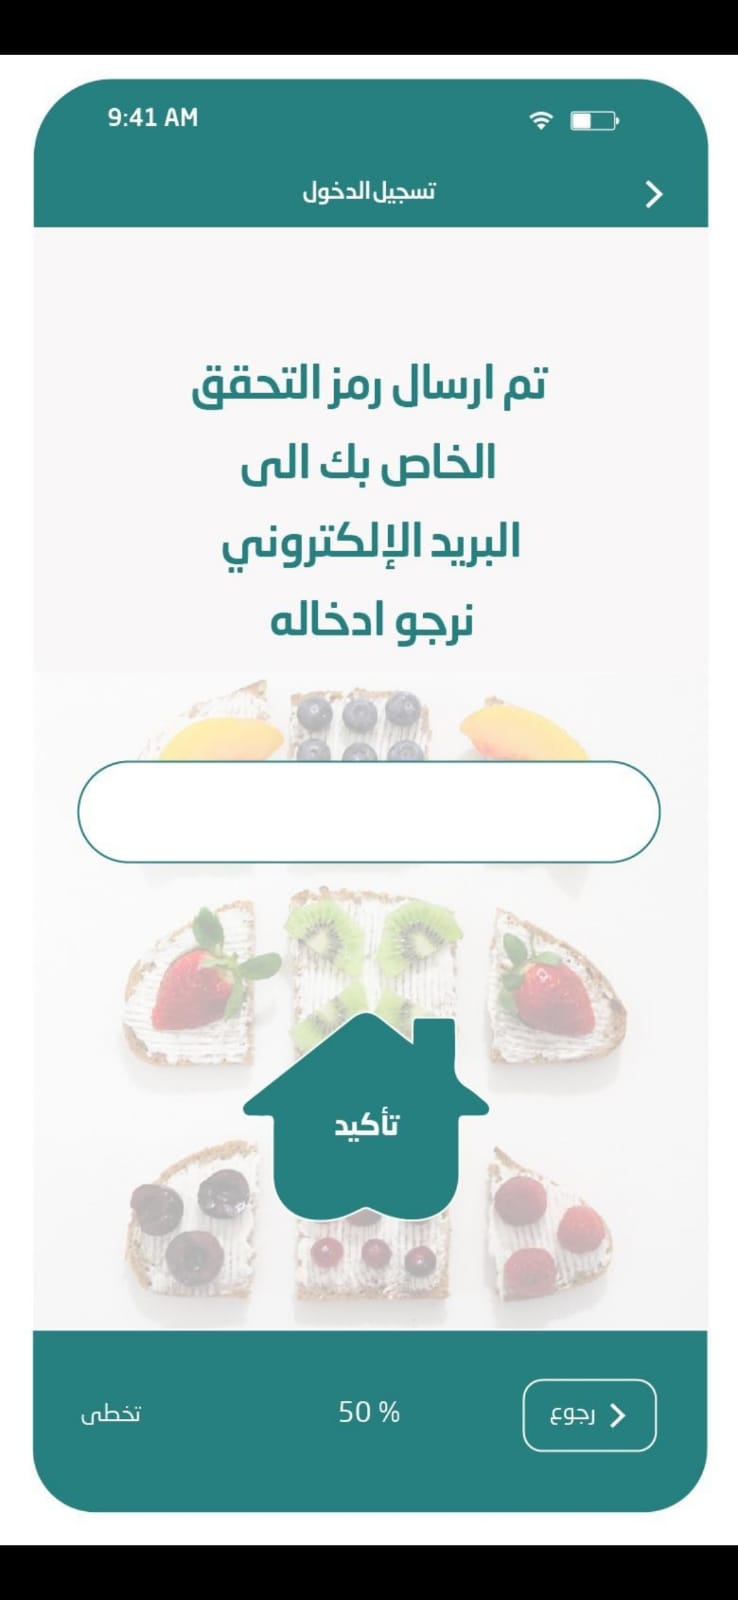 9:41 AM
تسجيل الدخول
تم ارسال رمز التحقق
الخاص بك الى
البريد الإلكتروني
نرجو ادخاله
تأكيد
رجوع
50 %
تخطى